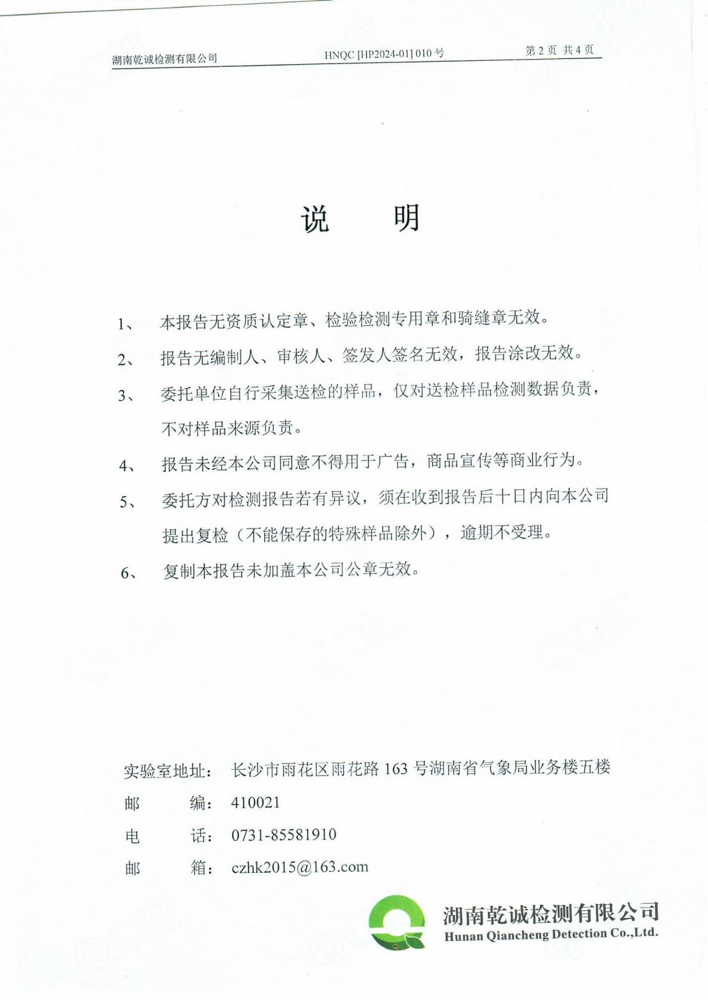 湖南乾诚检测有限公司 HNQC [HP2024-01] 010 号 第 2 页 共 4 页
说 明
1、 本报告无资质认定章、检验检测专用章和骑缝章无效。
2、 报告无编制人、审核人、签发人签名无效，报告涂改无效。
3、 委托单位自行采集送检的样品，仅对送检样品检测数据负责，
不对样品来源负责。
4、 报告未经本公司同意不得用于广告，商品宣传等商业行为。
5、 委托方对检测报告若有异议，须在收到报告后十日内向本公司
提出复检（不能保存的特殊样品除外），逾期不受理。
6、 复制本报告未加盖本公司公章无效。
实验室地址： 长沙市雨花区雨花路 163 号湖南省气象局业务楼五楼
邮 编： 410021
电 话： 0731-85581910
邮 箱： czhk2015@163.com
湖南乾诚检测有限公司
Hunan Qiancheng Detection Co.,Ltd.